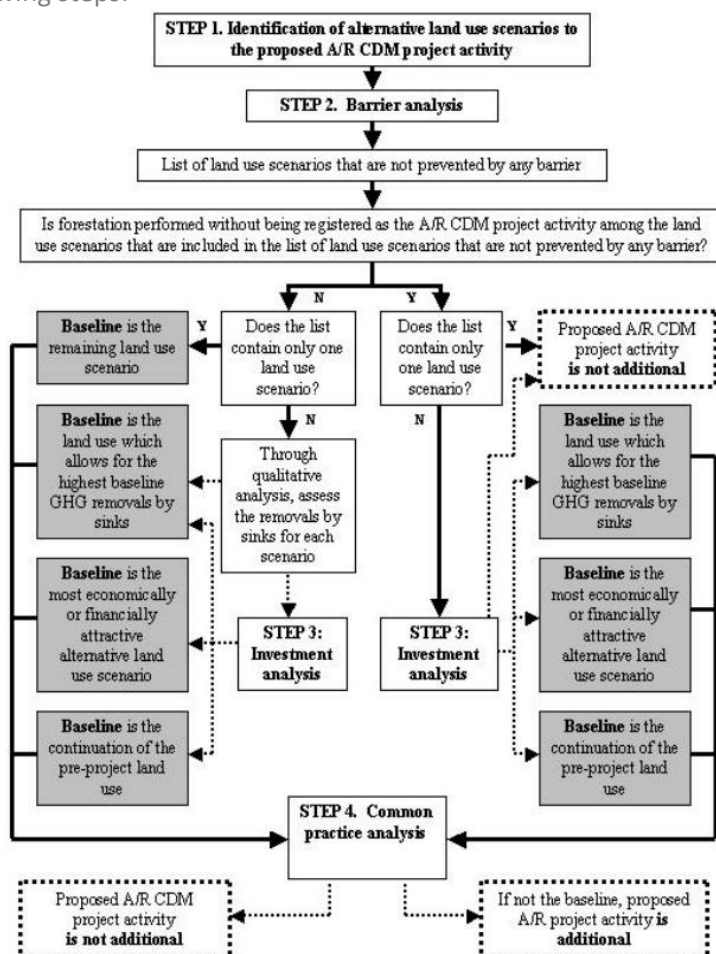 STEP 1. Identification of alternative land use scenarios to
the proposed A/R CDM project activity
STEP 2. Barrier analysis
List of land use scenarios that are not prevented by any barrier
Is forestation performed without being registered as the A/R CDM project activity among the land
use scenarios that are included in the list of land use scenarios that are not prevented by any barrier?
N
Y
Baseline is the
remaining land use
scenario
Y
Does the list
contain only one
land use
scenario?
Does the list
contain only one
land use
scenario?
Y
Proposed A/R CDM
project activity
is not additional
N
N
Baseline is the
land use which
allows for the
highest baseline
GHG removals by
sinks
Through
qualitative
analysis, assess
the removals by
sinks for each
scenario
Baseline is the
land use which
allows for the
highest baseline
GHG removals by
sinks
Baseline is the
most economically
or financially
attractive
alternative land
use scenario
STEP 3:
Investment
analysis
STEP 3:
Investment
analysis
Baseline is the
most economically
or financially
attractive
alternative land
use scenario
Baseline is the
continuation of the
pre-project land
use
Baseline is the
continuation of the
pre-project land
use
STEP 4. Common
practice analysis
Proposed A/R CDM
project activity
is not additional
If not the baseline, proposed
A/R project activity is
additional